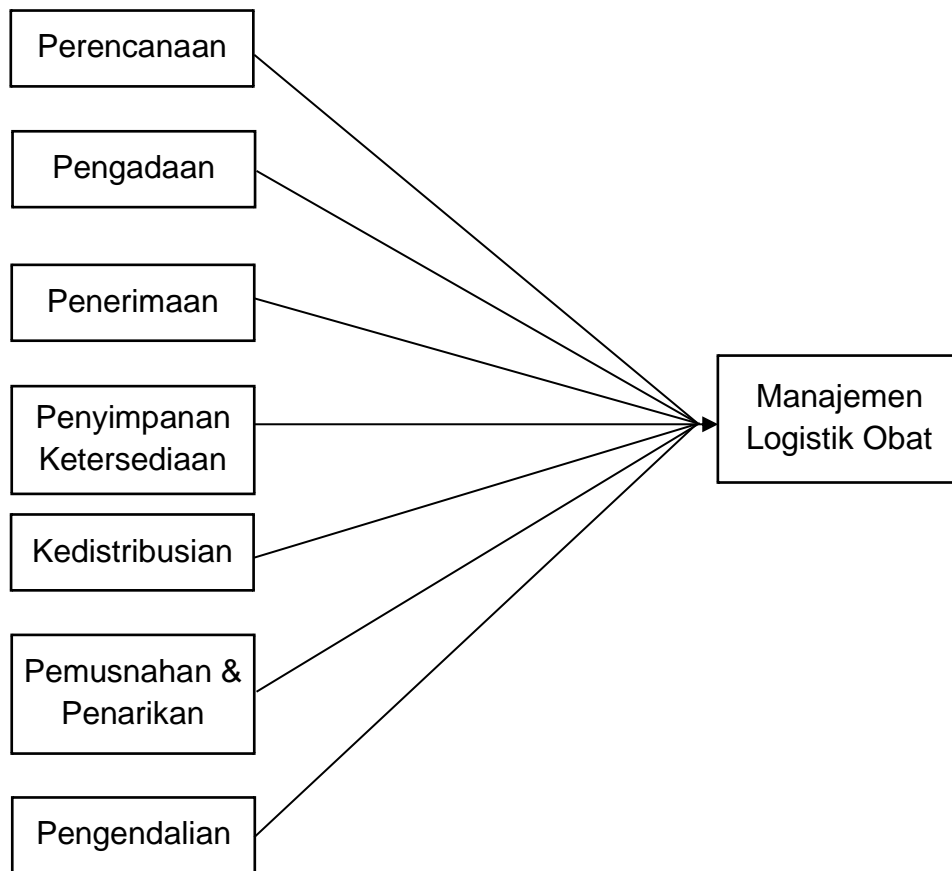 Perencanaan
Pengadaan
Penerimaan
Penyimpanan
Ketersediaan
Kedistribusian
Pemusnahan &
Penarikan
Pengendalian
Manajemen
Logistik Obat